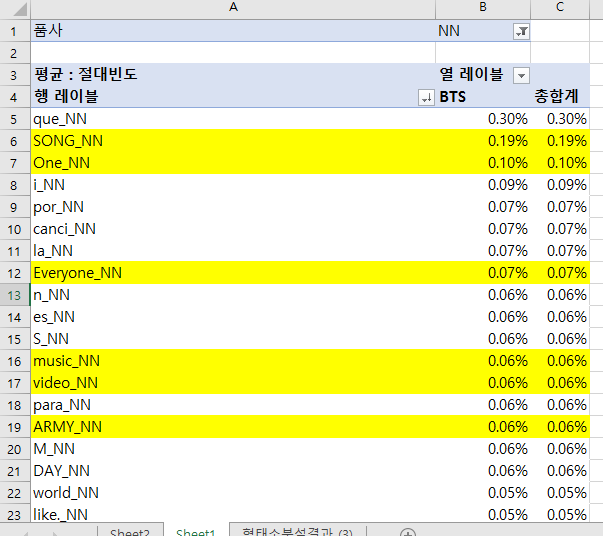 A B C
1 품사 NN
2
3 평균 : 절대빈도 열 레이블
4 행 레이블 BTS 총합계
5 que_NN 0.30% 0.30%
6 SONG_NN 0.19% 0.19%
7 One_NN 0.10% 0.10%
8 i_NN 0.09% 0.09%
9 por_NN 0.07% 0.07%
10 canci_NN 0.07% 0.07%
11 la_NN 0.07% 0.07%
12 Everyone_NN 0.07% 0.07%
13 n_NN 0.06% 0.06%
14 es_NN 0.06% 0.06%
15 S_NN 0.06% 0.06%
16 music_NN 0.06% 0.06%
17 video_NN 0.06% 0.06%
18 para_NN 0.06% 0.06%
19 ARMY_NN 0.06% 0.06%
20 M_NN 0.06% 0.06%
21 DAY_NN 0.06% 0.06%
22 world_NN 0.05% 0.05%
23 like._NN 0.05% 0.05%
Sheet2 Sheet1 형태소분석결과 (3)